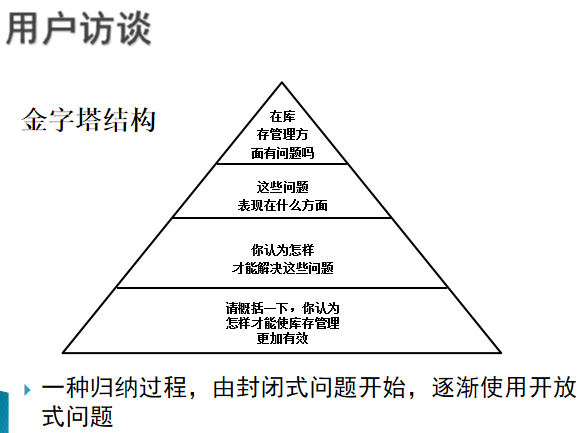 用户访谈
金字塔结构
在库
存管理方
面有问题吗
这些问题
表现在什么方面
你认为怎样
才能解决这些问题
请概括一下，你认为
怎样才能使库存管理
更加有效
一种归纳过程，由封闭式问题开始，逐渐使用开放
式问题